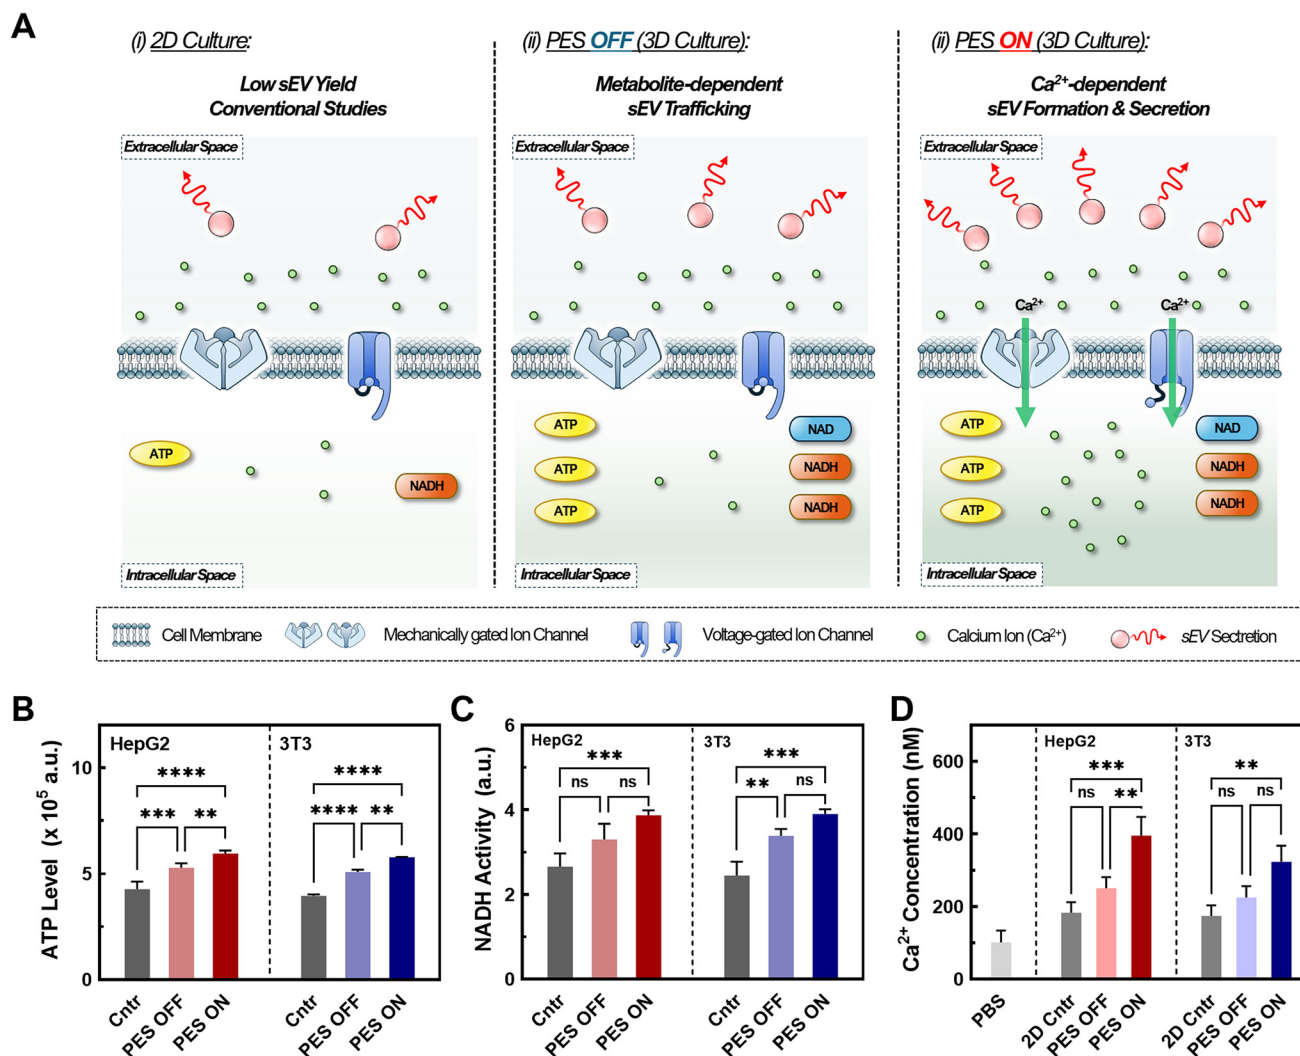 A
(i) 2D Culture:
Low sEV Yield
Conventional Studies
Extracellular Space
ATP
NADH
Intracellular Space
(ii) PES OFF (3D Culture):
Metabolite-dependent
sEV Trafficking
Extracellular Space
ATP
ATP
ATP
NAD
NADH
NADH
Intracellular Space
(ii) PES ON (3D Culture):
Ca²⁺-dependent
sEV Formation & Secretion
Extracellular Space
Ca²⁺
Ca²⁺
ATP
ATP
ATP
NAD
NADH
NADH
Intracellular Space
Cell Membrane
Mechanically gated Ion Channel
Voltage-gated Ion Channel
Calcium Ion (Ca²⁺)
sEV Sectretion
B
ATP Level (x 10⁵ a.u.)
10
5
0
HepG2
3T3
****
***
**
****
****
**
Cntr
PES OFF
PES ON
Cntr
PES OFF
PES ON
C
NADH Activity (a.u.)
6
4
2
0
HepG2
3T3
***
ns
ns
***
**
ns
Cntr
PES OFF
PES ON
Cntr
PES OFF
PES ON
D
Ca²⁺ Concentration (nM)
600
400
200
0
HepG2
3T3
***
ns
**
**
ns
ns
PBS
2D Cntr
PES OFF
PES ON
2D Cntr
PES OFF
PES ON